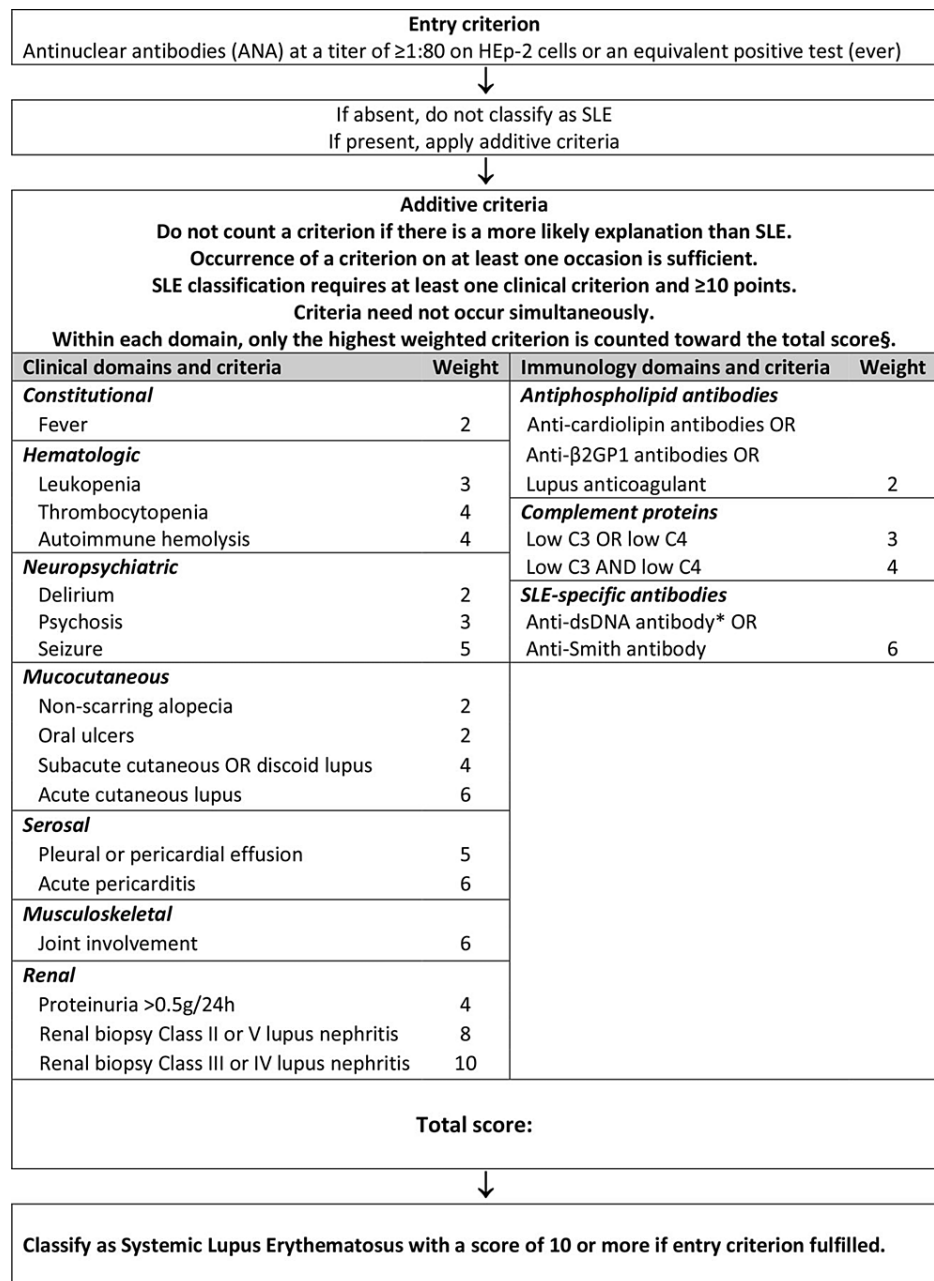 Entry criterion
Antinuclear antibodies (ANA) at a titer of ≥1:80 on HEp-2 cells or an equivalent positive test (ever)
↓
If absent, do not classify as SLE
If present, apply additive criteria
↓
Additive criteria
Do not count a criterion if there is a more likely explanation than SLE.
Occurrence of a criterion on at least one occasion is sufficient.
SLE classification requires at least one clinical criterion and ≥10 points.
Criteria need not occur simultaneously.
Within each domain, only the highest weighted criterion is counted toward the total score§.
Clinical domains and criteria Weight
Constitutional
Fever 2
Hematologic
Leukopenia 3
Thrombocytopenia 4
Autoimmune hemolysis 4
Neuropsychiatric
Delirium 2
Psychosis 3
Seizure 5
Mucocutaneous
Non-scarring alopecia 2
Oral ulcers 2
Subacute cutaneous OR discoid lupus 4
Acute cutaneous lupus 6
Serosal
Pleural or pericardial effusion 5
Acute pericarditis 6
Musculoskeletal
Joint involvement 6
Renal
Proteinuria >0.5g/24h 4
Renal biopsy Class II or V lupus nephritis 8
Renal biopsy Class III or IV lupus nephritis 10
Immunology domains and criteria Weight
Antiphospholipid antibodies
Anti-cardiolipin antibodies OR
Anti-β2GP1 antibodies OR
Lupus anticoagulant 2
Complement proteins
Low C3 OR low C4 3
Low C3 AND low C4 4
SLE-specific antibodies
Anti-dsDNA antibody* OR
Anti-Smith antibody 6
Total score:
↓
Classify as Systemic Lupus Erythematosus with a score of 10 or more if entry criterion fulfilled.